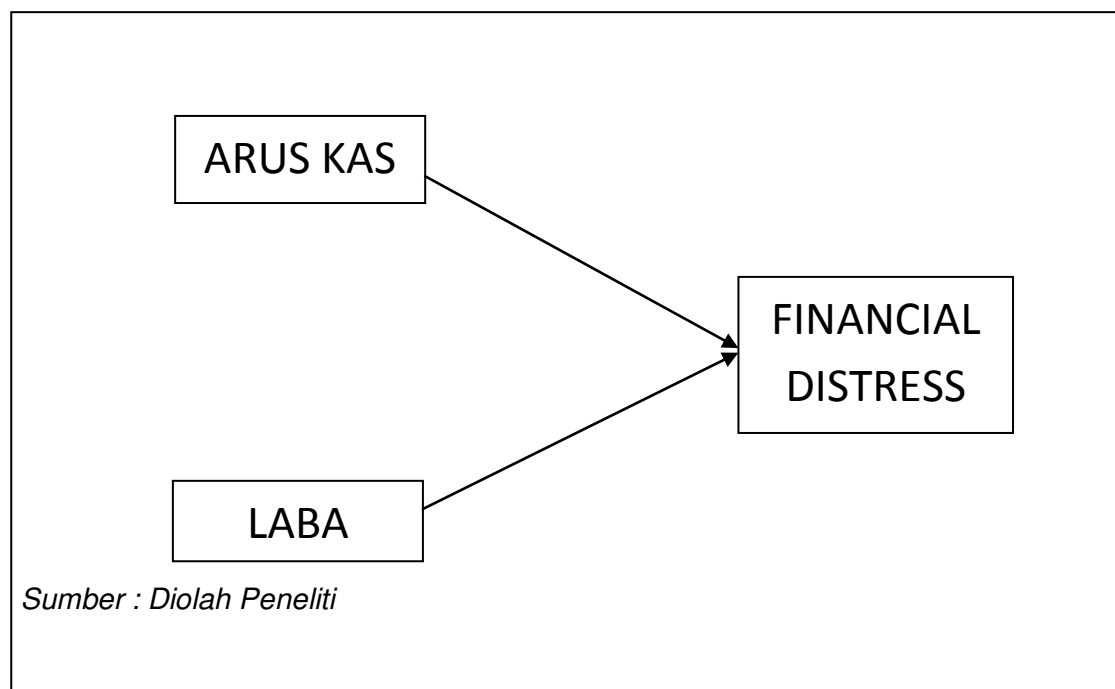 ARUS KAS
FINANCIAL
DISTRESS
LABA
Sumber : Diolah Peneliti